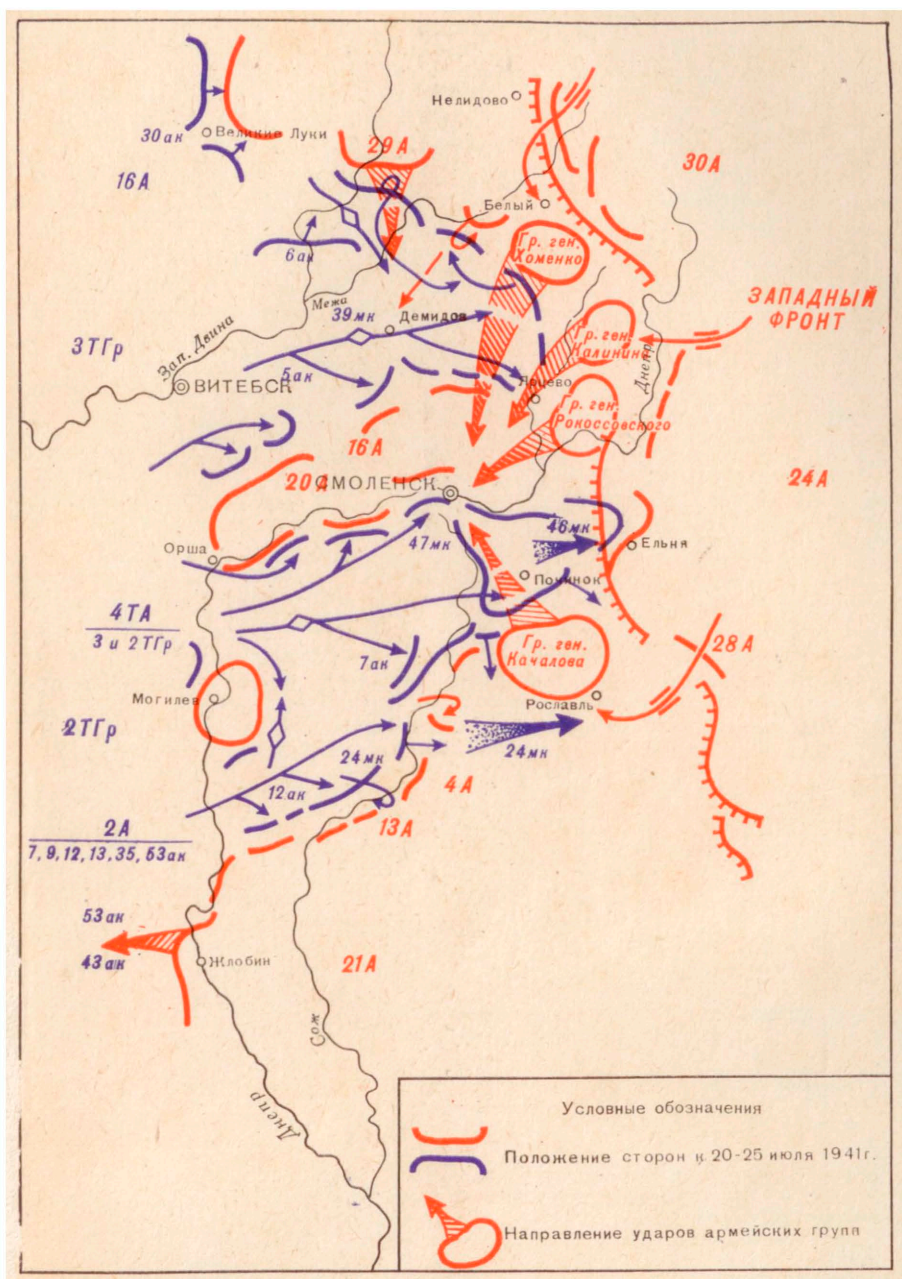 Нелидово
30 ак
Великие Луки
29 А
30 А
16 А
Белый
6 ак
Гр. ген.
Хоменко
Межа
ЗАПАДНЫЙ
ФРОНТ
39 мк
Демидов
Гр. ген.
Калинина
Зап. Двина
3 ТГр
Днепр
5 ак
ВИТЕБСК
Ярцево
Гр. ген.
Рокоссовского
16 А
20 А
СМОЛЕНСК
24 А
46 мк
Орша
47 мк
Ельня
Починок
4 ТА
3 и 2 ТГр
Гр. ген.
Качалова
28 А
7 ак
Могилев
Рославль
2 ТГр
24 мк
24 мк
4 А
12 ак
13 А
2 А
7, 9, 12, 13, 35, 53 ак
53 ак
43 ак
Жлобин
21 А
Сож
Днепр
Условные обозначения
Положение сторон к 20-25 июля 1941 г.
Направление ударов армейских групп